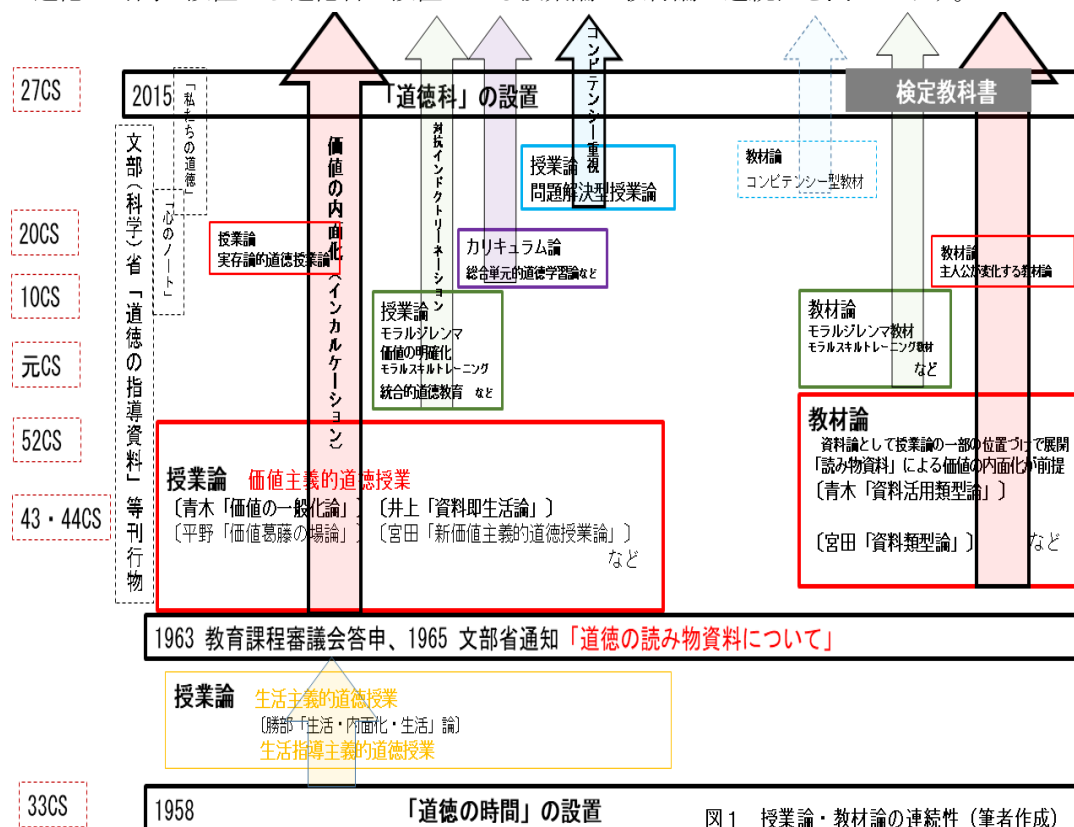 27CS
2015
「道徳科」の設置
検定教科書
「私たちの道徳」
「心のノート」
文部(科学)省「道徳の指導資料」等刊行物
価値の内面化(インカルケーション)
対抗インドクトリネーション
コンピテンシー重視
授業論
問題解決型授業論
教材論
コンピテンシー型教材
20CS
授業論
実存論的道徳授業論
カリキュラム論
総合単元的道徳学習論など
教材論
主人公が変化する教材論
10CS
授業論
モラルジレンマ
価値の明確化
モラルスキルトレーニング
統合的道徳教育 など
教材論
モラルジレンマ教材
モラルスキルトレーニング教材
など
元CS
52CS
43・44CS
授業論 価値主義的道徳授業
〔青木「価値の一般化論」〕〔井上「資料即生活論」〕
〔平野「価値葛藤の場論」〕〔宮田「新価値主義的道徳授業論」〕
など
教材論
資料論として授業論の一部の位置づけで展開
「読み物資料」による価値の内面化が前提
〔青木「資料活用類型論」〕
〔宮田「資料類型論」〕 など
1963 教育課程審議会答申、1965 文部省通知「道徳の読み物資料について」
授業論 生活主義的道徳授業
〔勝部「生活・内面化・生活」論〕
生活指導主義的道徳授業
33CS
1958
「道徳の時間」の設置
図1 授業論・教材論の連続性(筆者作成)